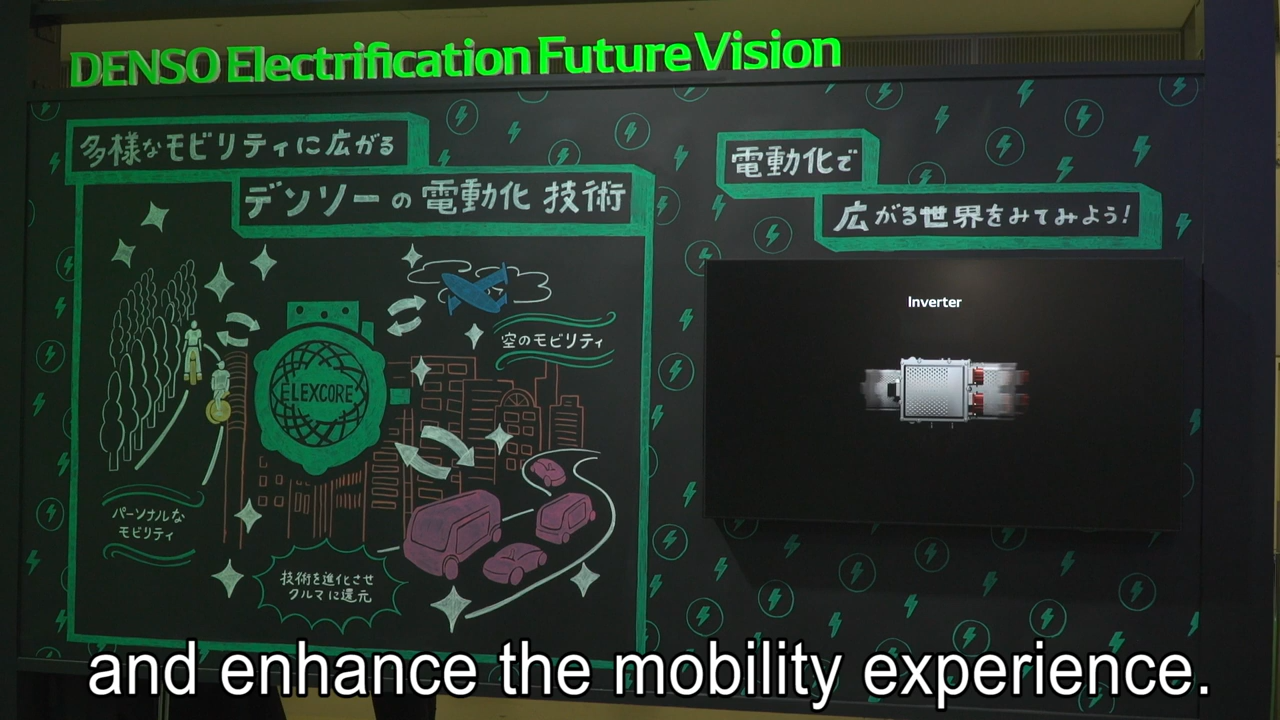 DENSO Electrification Future Vision
多様なモビリティに広がる
デンソーの電動化 技術
電動化で
広がる世界をみてみよう!
Inverter
空のモビリティ
ELEXCORE
パーソナルな
モビリティ
技術を進化させ
クルマに還元
and enhance the mobility experience.